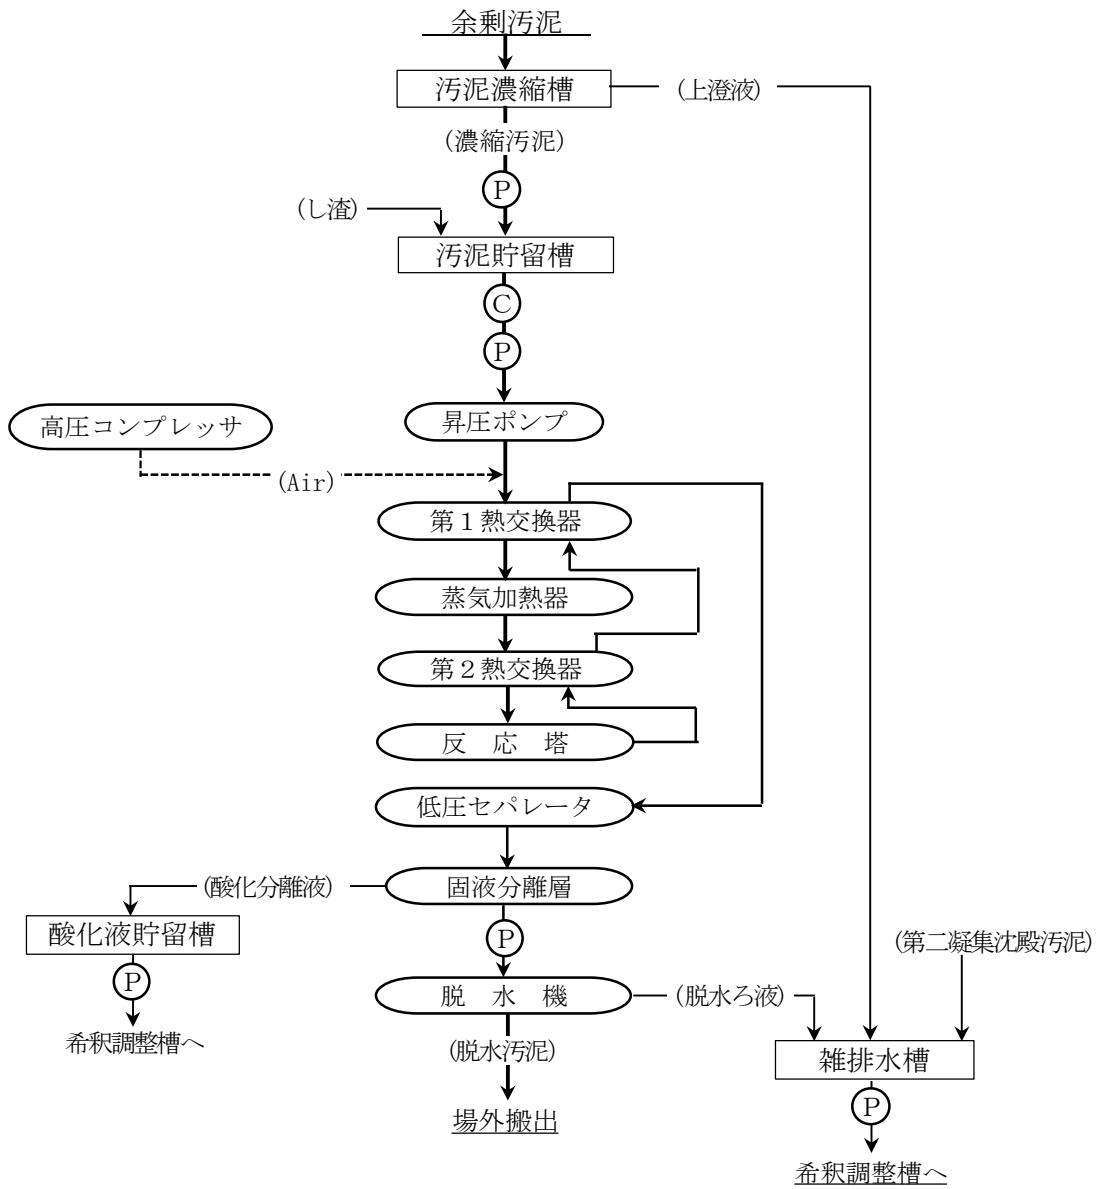 余剰汚泥
汚泥濃縮槽
(上澄液)
(濃縮汚泥)
P
(し渣)
汚泥貯留槽
C
P
高圧コンプレッサ
昇圧ポンプ
(Air)
第1熱交換器
蒸気加熱器
第2熱交換器
反 応 塔
低圧セパレータ
(酸化分離液)
固液分離層
酸化液貯留槽
P
(第二凝集沈殿汚泥)
P
脱 水 機
(脱水ろ液)
希釈調整槽へ
(脱水汚泥)
雑排水槽
P
場外搬出
希釈調整槽へ